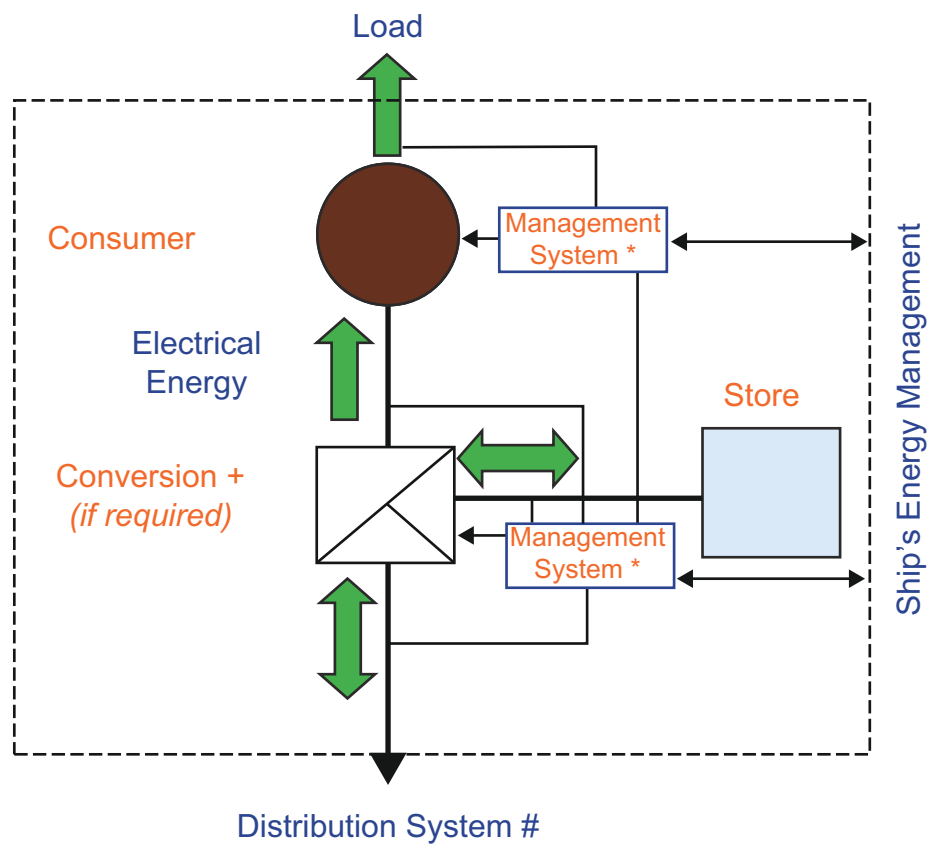 Load
Consumer
Management
System *
Electrical
Energy
Store
Conversion +
(if required)
Management
System *
Ship's Energy Management
Distribution System #